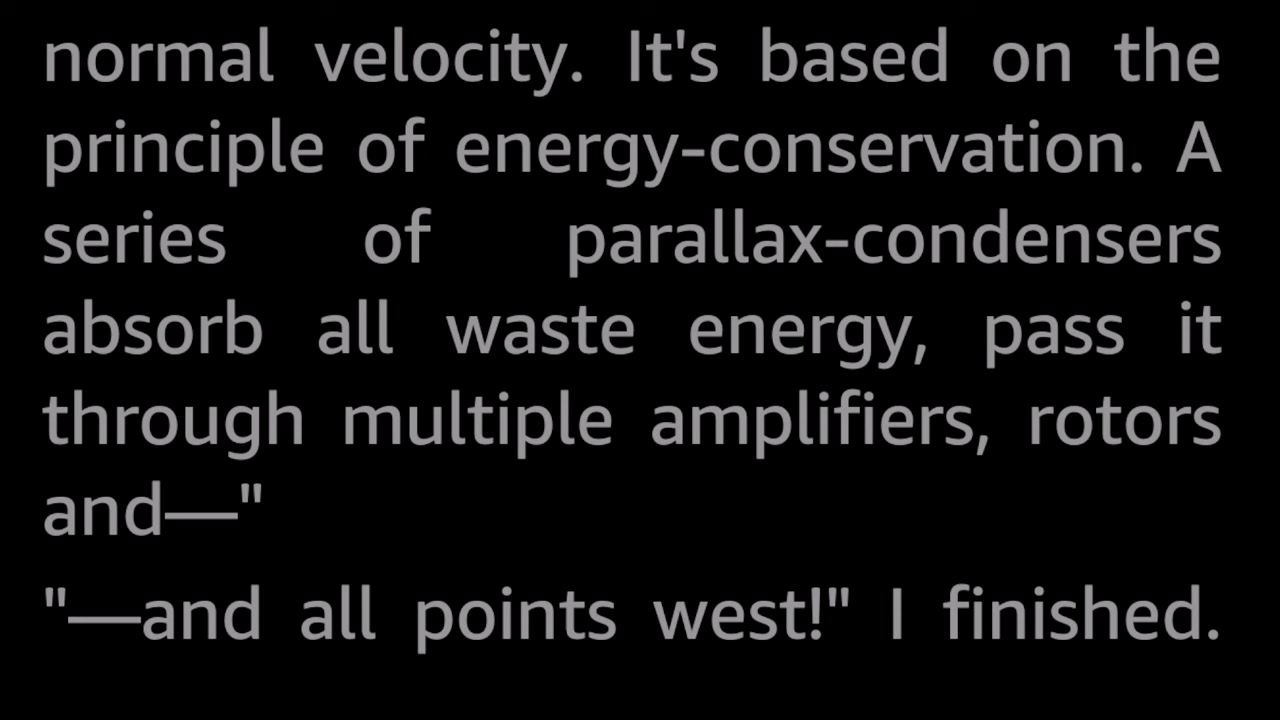 normal velocity. It's based on the
principle of energy-conservation. A
series of parallax-condensers
absorb all waste energy, pass it
through multiple amplifiers, rotors
and—"
"—and all points west!" I finished.